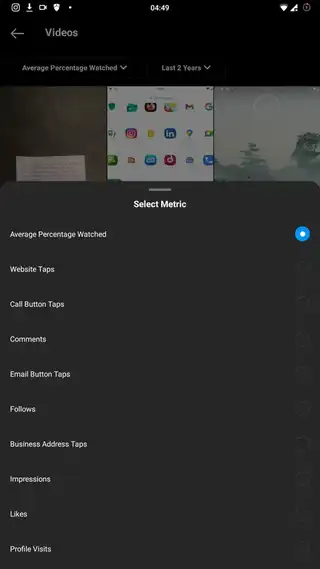 04:49
Videos
Average Percentage Watched
Last 2 Years
Select Metric
Average Percentage Watched
Website Taps
Call Button Taps
Comments
Email Button Taps
Follows
Business Address Taps
Impressions
Likes
Profile Visits